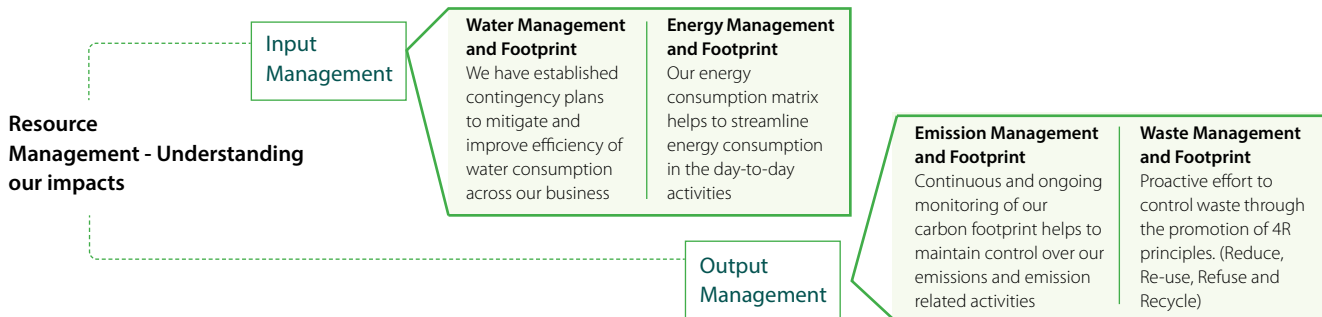 Resource
Management - Understanding
our impacts
Input
Management
Water Management
and Footprint
We have established
contingency plans
to mitigate and
improve efficiency of
water consumption
across our business
Energy Management
and Footprint
Our energy
consumption matrix
helps to streamline
energy consumption
in the day-to-day
activities
Output
Management
Emission Management
and Footprint
Continuous and ongoing
monitoring of our
carbon footprint helps to
maintain control over our
emissions and emission
related activities
Waste Management
and Footprint
Proactive effort to
control waste through
the promotion of 4R
principles. (Reduce,
Re-use, Refuse and
Recycle)